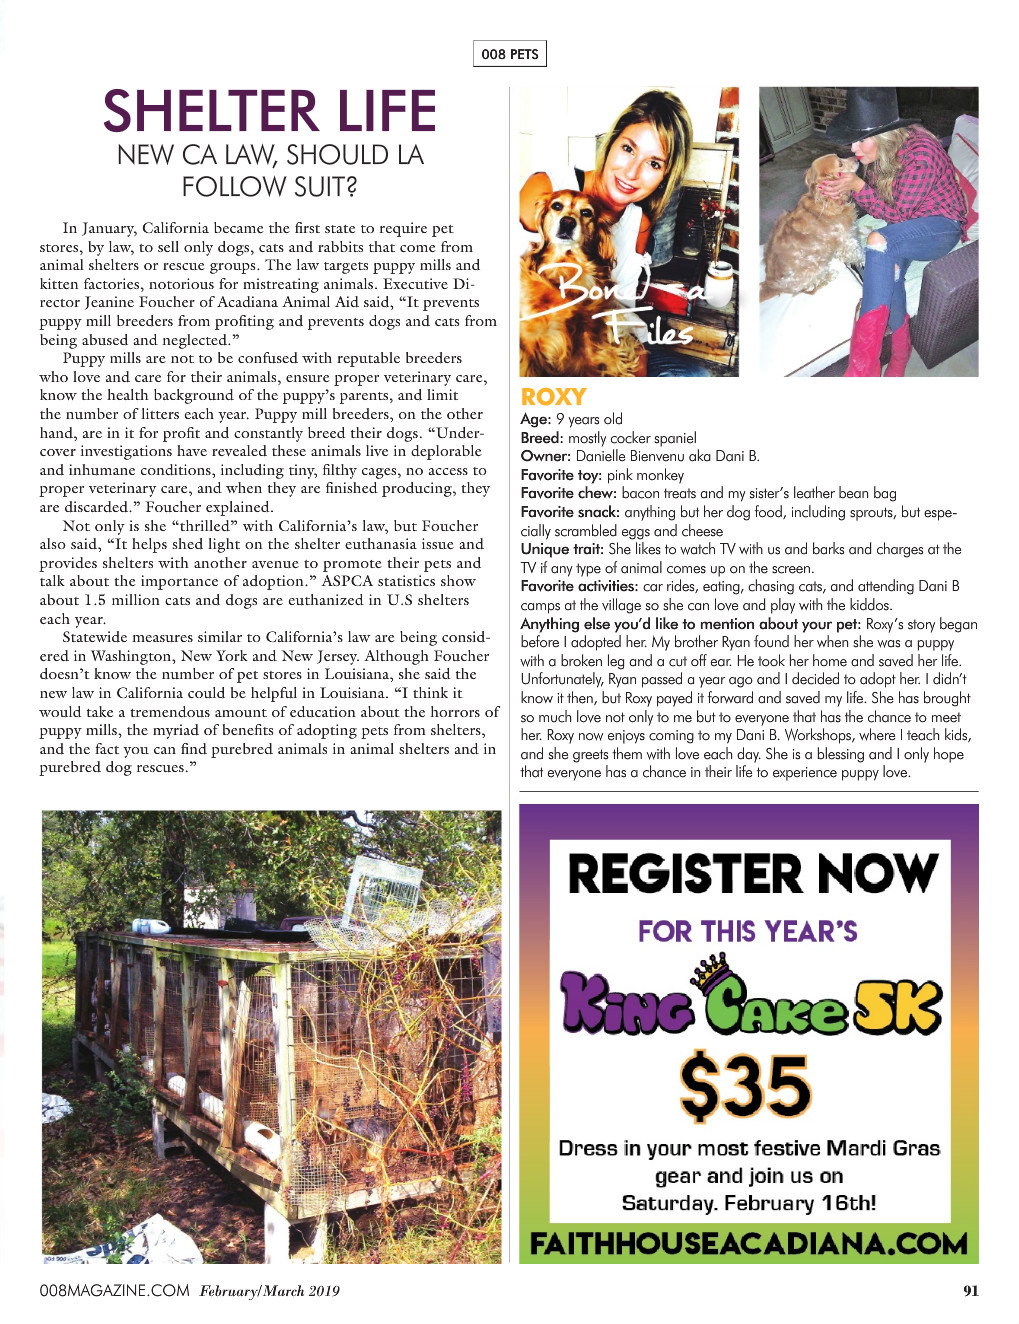 008 PETS
SHELTER LIFE
NEW CA LAW, SHOULD LA
FOLLOW SUIT?
In January, California became the first state to require pet
stores, by law, to sell only dogs, cats and rabbits that come from
animal shelters or rescue groups. The law targets puppy mills and
kitten factories, notorious for mistreating animals. Executive Di-
rector Jeanine Foucher of Acadiana Animal Aid said, “It prevents
puppy mill breeders from profiting and prevents dogs and cats from
being abused and neglected.”
Puppy mills are not to be confused with reputable breeders
who love and care for their animals, ensure proper veterinary care,
know the health background of the puppy’s parents, and limit
the number of litters each year. Puppy mill breeders, on the other
hand, are in it for profit and constantly breed their dogs. “Under-
cover investigations have revealed these animals live in deplorable
and inhumane conditions, including tiny, filthy cages, no access to
proper veterinary care, and when they are finished producing, they
are discarded.” Foucher explained.
Not only is she “thrilled” with California’s law, but Foucher
also said, “It helps shed light on the shelter euthanasia issue and
provides shelters with another avenue to promote their pets and
talk about the importance of adoption.” ASPCA statistics show
about 1.5 million cats and dogs are euthanized in U.S shelters
each year.
Statewide measures similar to California’s law are being consid-
ered in Washington, New York and New Jersey. Although Foucher
doesn’t know the number of pet stores in Louisiana, she said the
new law in California could be helpful in Louisiana. “I think it
would take a tremendous amount of education about the horrors of
puppy mills, the myriad of benefits of adopting pets from shelters,
and the fact you can find purebred animals in animal shelters and in
purebred dog rescues.”
Files
ROXY
Age: 9 years old
Breed: mostly cocker spaniel
Owner: Danielle Bienvenu aka Dani B.
Favorite toy: pink monkey
Favorite chew: bacon treats and my sister’s leather bean bag
Favorite snack: anything but her dog food, including sprouts, but espe-
cially scrambled eggs and cheese
Unique trait: She likes to watch TV with us and barks and charges at the
TV if any type of animal comes up on the screen.
Favorite activities: car rides, eating, chasing cats, and attending Dani B
camps at the village so she can love and play with the kiddos.
Anything else you’d like to mention about your pet: Roxy’s story began
before I adopted her. My brother Ryan found her when she was a puppy
with a broken leg and a cut off ear. He took her home and saved her life.
Unfortunately, Ryan passed a year ago and I decided to adopt her. I didn’t
know it then, but Roxy payed it forward and saved my life. She has brought
so much love not only to me but to everyone that has the chance to meet
her. Roxy now enjoys coming to my Dani B. Workshops, where I teach kids,
and she greets them with love each day. She is a blessing and I only hope
that everyone has a chance in their life to experience puppy love.
REGISTER NOW
FOR THIS YEAR’S
KING CAKE 5K
$35
Dress in your most festive Mardi Gras
gear and join us on
Saturday. February 16th!
FAITHHOUSEACADIANA.COM
008MAGAZINE.COM February/March 2019
91